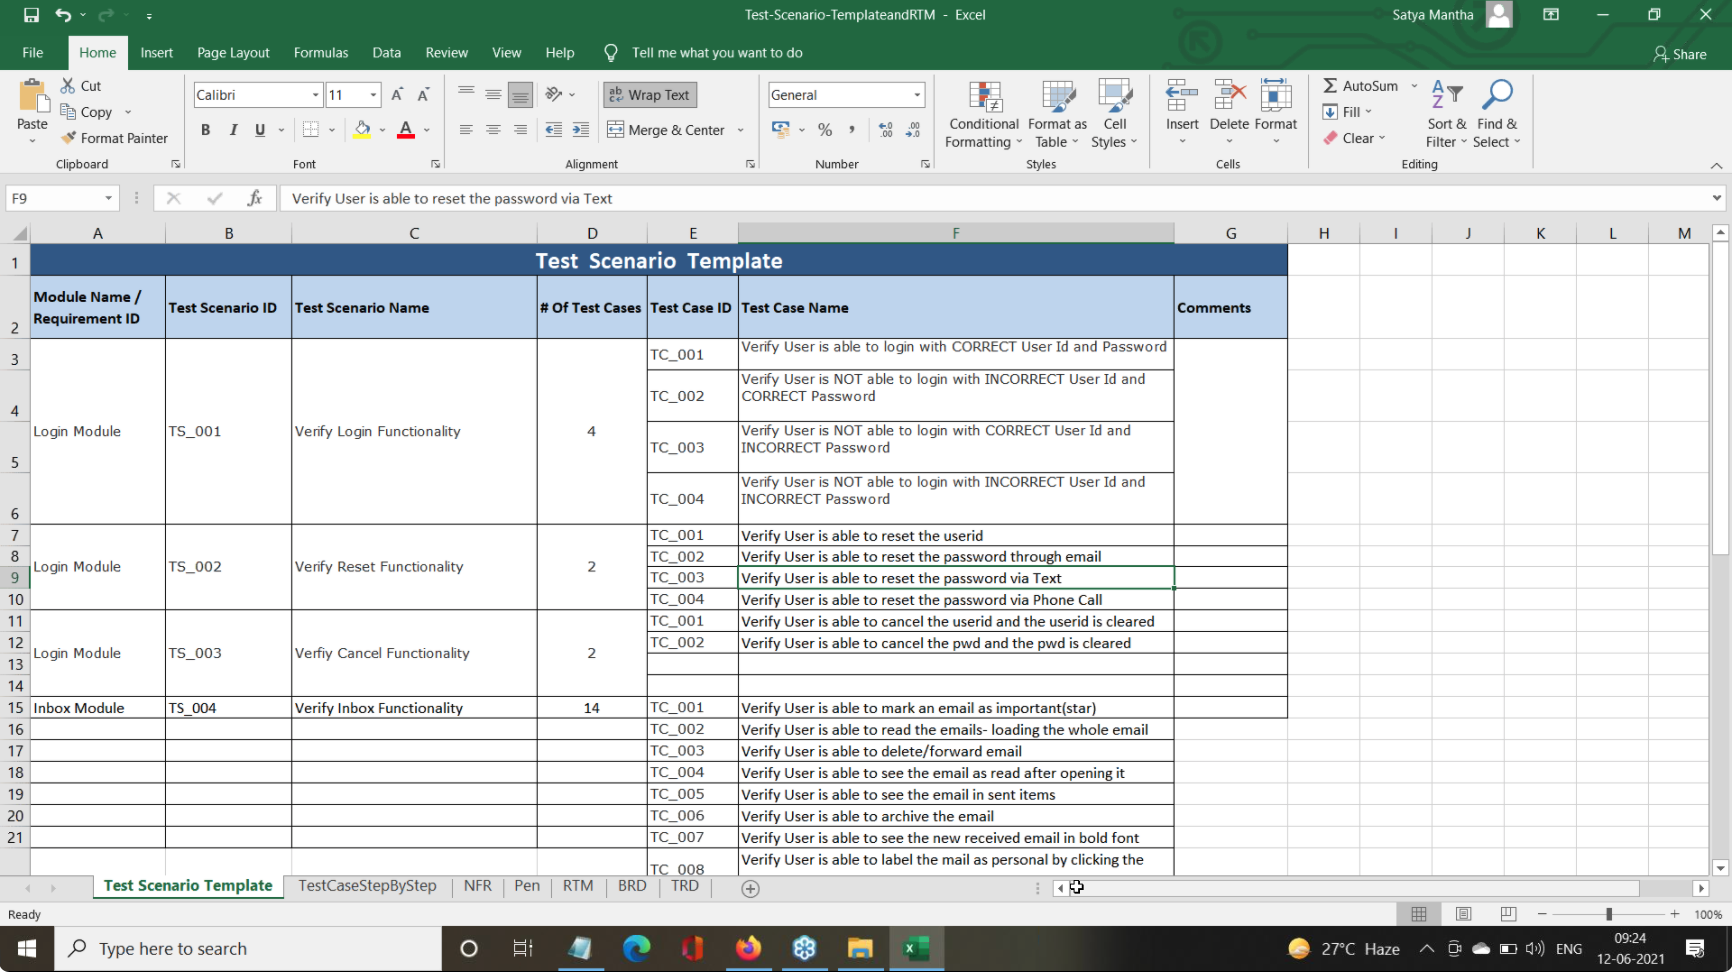 Test-Scenario-TemplateandRTM - Excel
Satya Mantha
File Home Insert Page Layout Formulas Data Review View Help Tell me what you want to do
Share
Paste
Cut
Copy
Format Painter
Clipboard
Calibri 11
B I U
Font
Wrap Text
Merge & Center
Alignment
General
Number
Conditional Formatting
Format as Table
Cell Styles
Styles
Insert Delete Format
Cells
AutoSum
Fill
Clear
Sort & Filter
Find & Select
Editing
F9 fx Verify User is able to reset the password via Text
A B C D E F G H I J K L M
1 Test Scenario Template
2 Module Name / Requirement ID Test Scenario ID Test Scenario Name # Of Test Cases Test Case ID Test Case Name Comments
3 TC_001 Verify User is able to login with CORRECT User Id and Password
4 TC_002 Verify User is NOT able to login with INCORRECT User Id and
CORRECT Password
Login Module TS_001 Verify Login Functionality 4
5 TC_003 Verify User is NOT able to login with CORRECT User Id and
INCORRECT Password
6 TC_004 Verify User is NOT able to login with INCORRECT User Id and
INCORRECT Password
7 TC_001 Verify User is able to reset the userid
8 TC_002 Verify User is able to reset the password through email
Login Module TS_002 Verify Reset Functionality 2
9 TC_003 Verify User is able to reset the password via Text
10 TC_004 Verify User is able to reset the password via Phone Call
11 TC_001 Verify User is able to cancel the userid and the userid is cleared
12 TC_002 Verify User is able to cancel the pwd and the pwd is cleared
Login Module TS_003 Verfiy Cancel Functionality 2
13
14
15 Inbox Module TS_004 Verify Inbox Functionality 14 TC_001 Verify User is able to mark an email as important(star)
16 TC_002 Verify User is able to read the emails- loading the whole email
17 TC_003 Verify User is able to delete/forward email
18 TC_004 Verify User is able to see the email as read after opening it
19 TC_005 Verify User is able to see the email in sent items
20 TC_006 Verify User is able to archive the email
21 TC_007 Verify User is able to see the new received email in bold font
TC_008 Verify User is able to label the mail as personal by clicking the
Test Scenario Template TestCaseStepByStep NFR Pen RTM BRD TRD
Ready 100%
Type here to search
27°C Haze ENG
09:24
12-06-2021